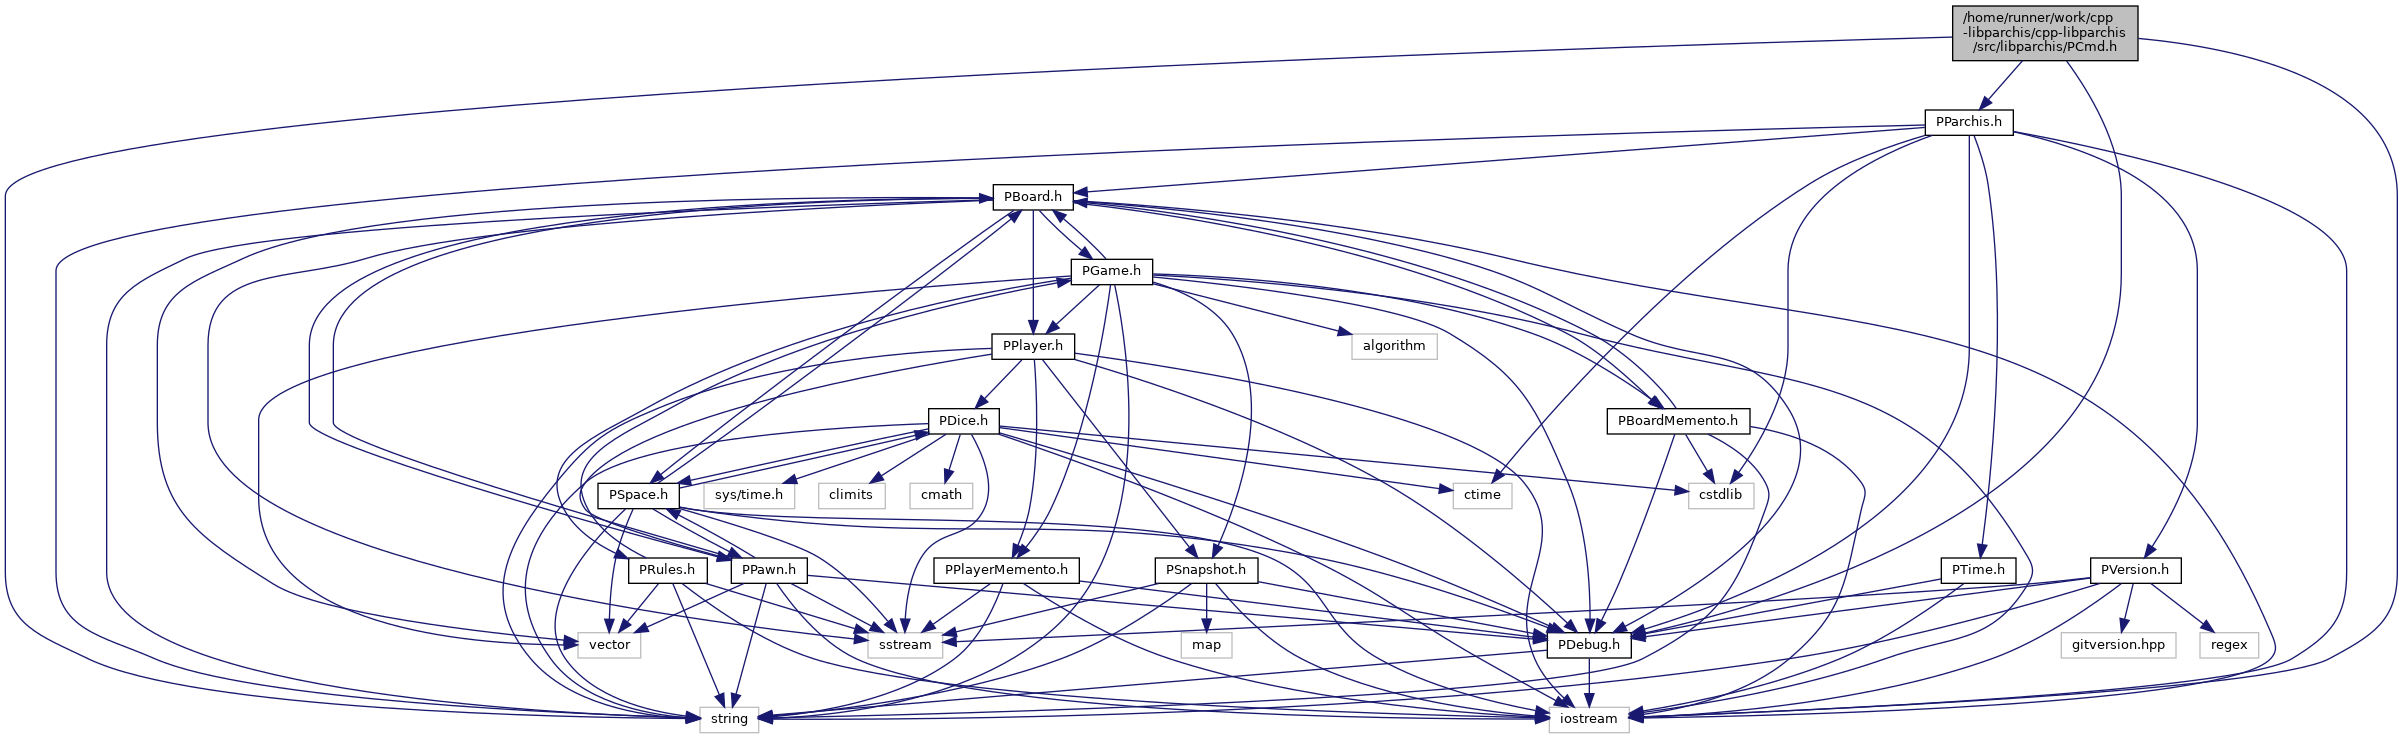 /home/runner/work/cpp
-libparchis/cpp-libparchis
/src/libparchis/PCmd.h
PParchis.h
PBoard.h
PGame.h
PPlayer.h
algorithm
PDice.h
PBoardMemento.h
PSpace.h
sys/time.h
climits
cmath
ctime
cstdlib
PRules.h
PPawn.h
PPlayerMemento.h
PSnapshot.h
PTime.h
PVersion.h
vector
sstream
map
PDebug.h
gitversion.hpp
regex
string
iostream